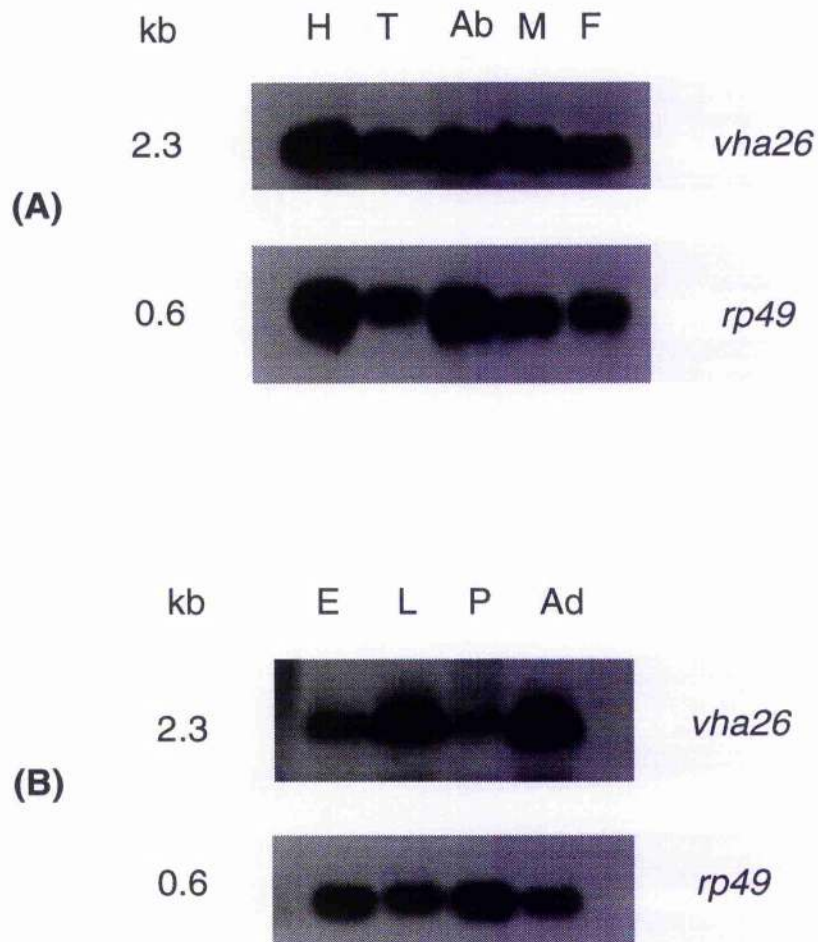 kb H T Ab M F
2.3 vha26
(A)
0.6 rp49
kb E L P Ad
2.3 vha26
(B)
0.6 rp49